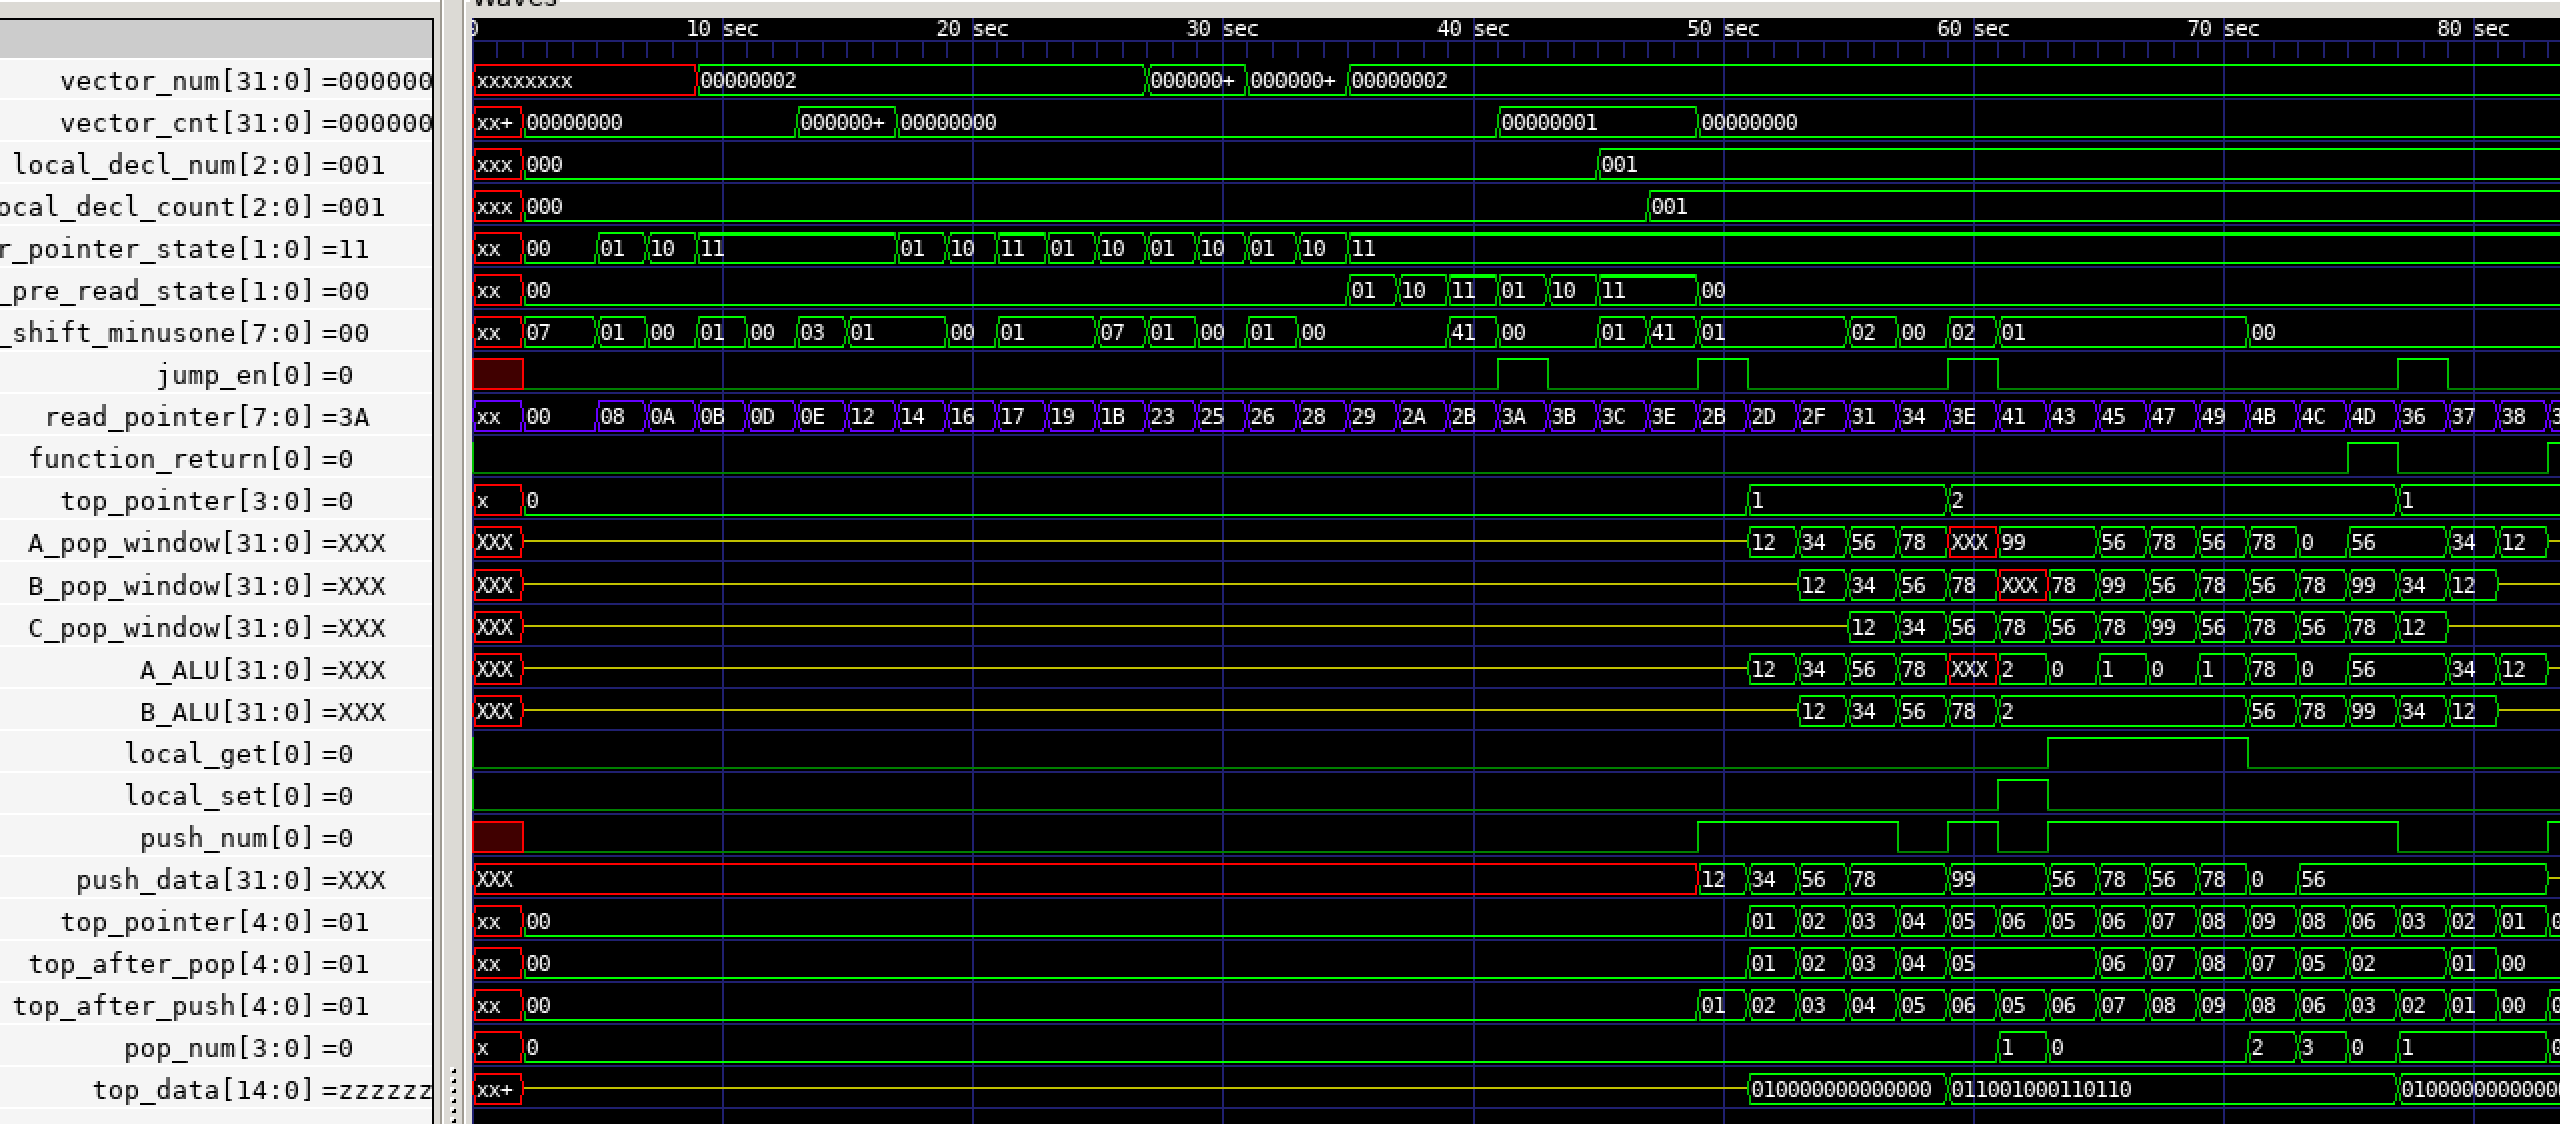 Waves
0 10 sec 20 sec 30 sec 40 sec 50 sec 60 sec 70 sec 80 sec
vector_num[31:0]=000000 xxxxxxxx 00000002 000000+ 000000+ 00000002
vector_cnt[31:0]=000000 xx+ 00000000 000000+ 00000000 00000001 00000000
local_decl_num[2:0]=001 xxx 000 001
ocal_decl_count[2:0]=001 xxx 000 001
r_pointer_state[1:0]=11 xx 00 01 10 11 01 10 11 01 10 01 10 01 10 11
_pre_read_state[1:0]=00 xx 00 01 10 11 01 10 11 00
_shift_minusone[7:0]=00 xx 07 01 00 01 00 03 01 00 01 07 01 00 01 00 41 00 01 41 01 02 00 02 01 00
jump_en[0]=0
read_pointer[7:0]=3A xx 00 08 0A 0B 0D 0E 12 14 16 17 19 1B 23 25 26 28 29 2A 2B 3A 3B 3C 3E 2B 2D 2F 31 34 3E 41 43 45 47 49 4B 4C 4D 36 37 38
function_return[0]=0
top_pointer[3:0]=0 x 0 1 2 1
A_pop_window[31:0]=XXX XXX 12 34 56 78 XXX 99 56 78 56 78 0 56 34 12
B_pop_window[31:0]=XXX XXX 12 34 56 78 XXX 78 99 56 78 56 78 99 34 12
C_pop_window[31:0]=XXX XXX 12 34 56 78 56 78 99 56 78 56 78 12
A_ALU[31:0]=XXX XXX 12 34 56 78 XXX 2 0 1 0 1 78 0 56 34 12
B_ALU[31:0]=XXX XXX 12 34 56 78 2 56 78 99 34 12
local_get[0]=0
local_set[0]=0
push_num[0]=0
push_data[31:0]=XXX XXX 12 34 56 78 99 56 78 56 78 0 56
top_pointer[4:0]=01 xx 00 01 02 03 04 05 06 05 06 07 08 09 08 06 03 02 01
top_after_pop[4:0]=01 xx 00 01 02 03 04 05 06 07 08 07 05 02 01 00
top_after_push[4:0]=01 xx 00 01 02 03 04 05 06 05 06 07 08 09 08 06 03 02 01 00
pop_num[3:0]=0 x 0 1 0 2 3 0 1
top_data[14:0]=zzzzzz xx+ 010000000000000 011001000110110 0100000000000